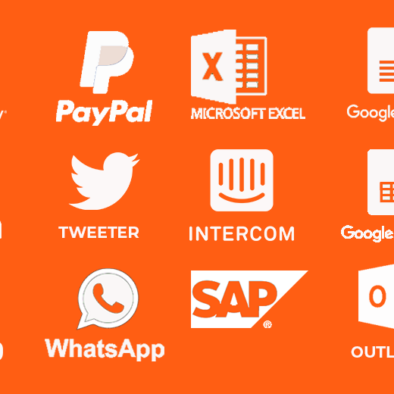 PayPal
X
MICROSOFT EXCEL
Google
TWEETER
INTERCOM
Google
WhatsApp
SAP
®
OUTL